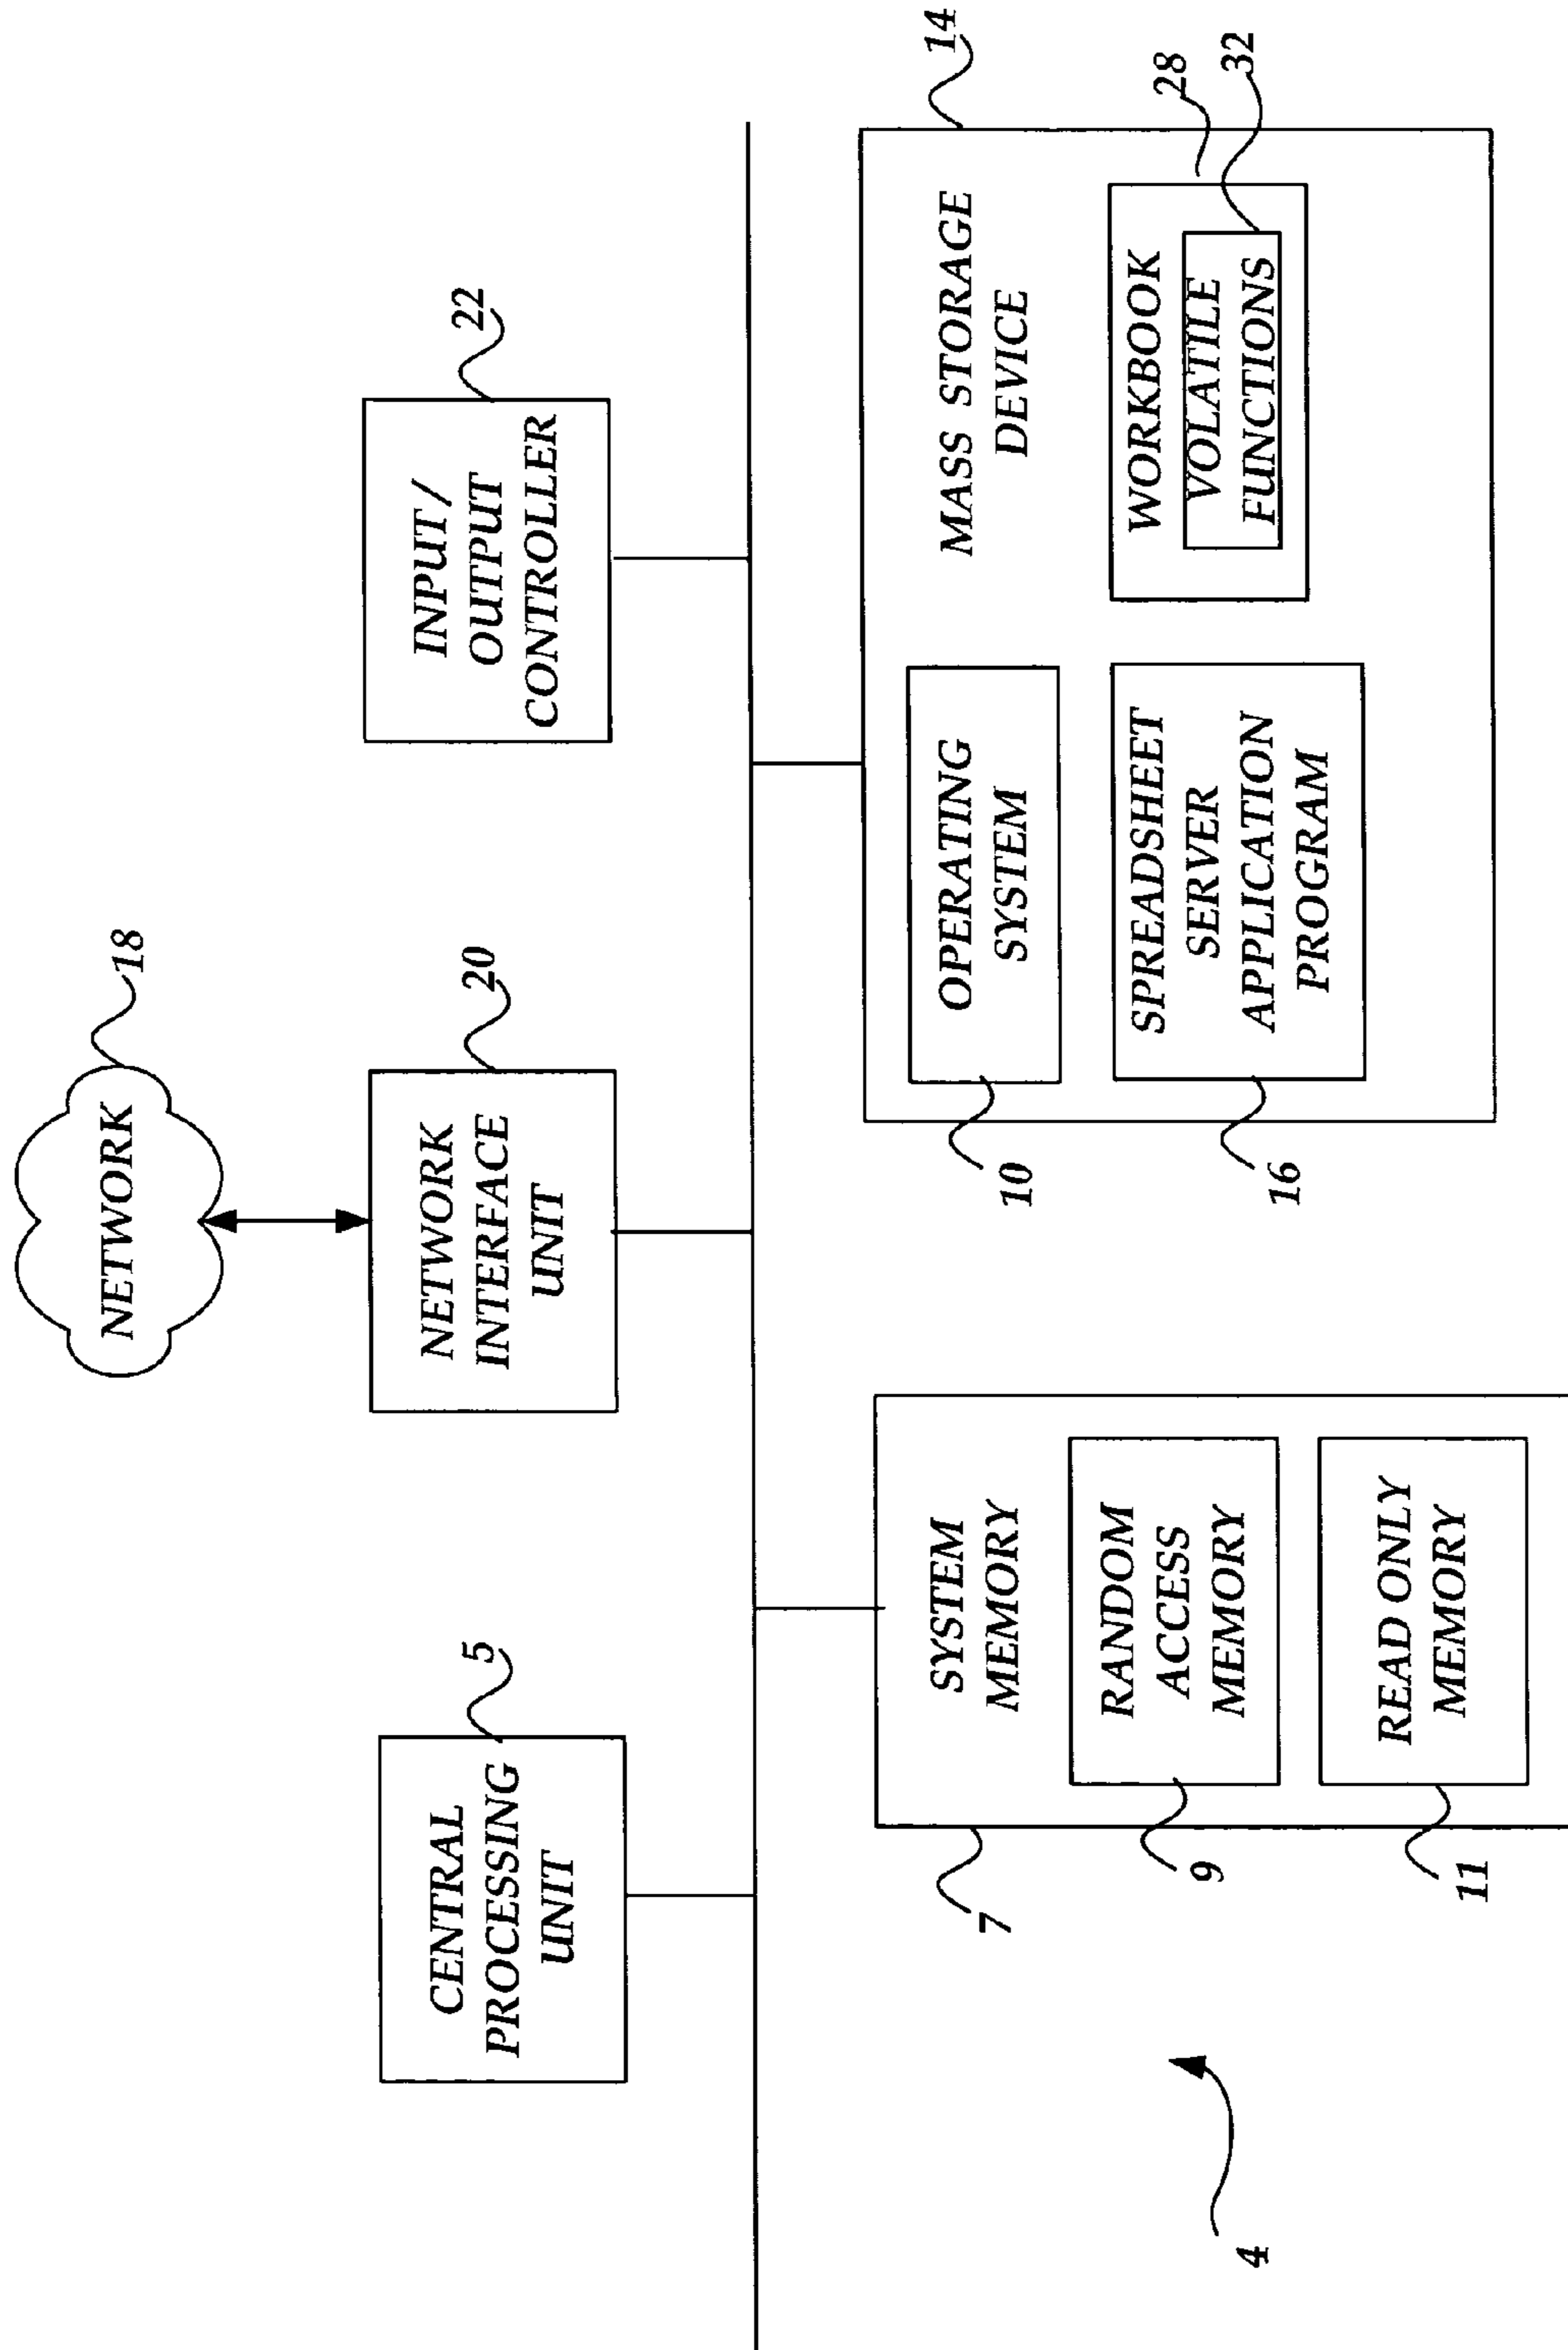 NETWORK
18
CENTRAL
PROCESSING
UNIT
5
NETWORK
INTERFACE
UNIT
20
INPUT/
OUTPUT
CONTROLLER
22
SYSTEM
MEMORY
7
RANDOM
ACCESS
MEMORY
9
READ ONLY
MEMORY
11
MASS STORAGE
DEVICE
14
OPERATING
SYSTEM
10
SPREADSHEET
SERVER
APPLICATION
PROGRAM
16
WORKBOOK
28
VOLATILE
FUNCTIONS
32
4